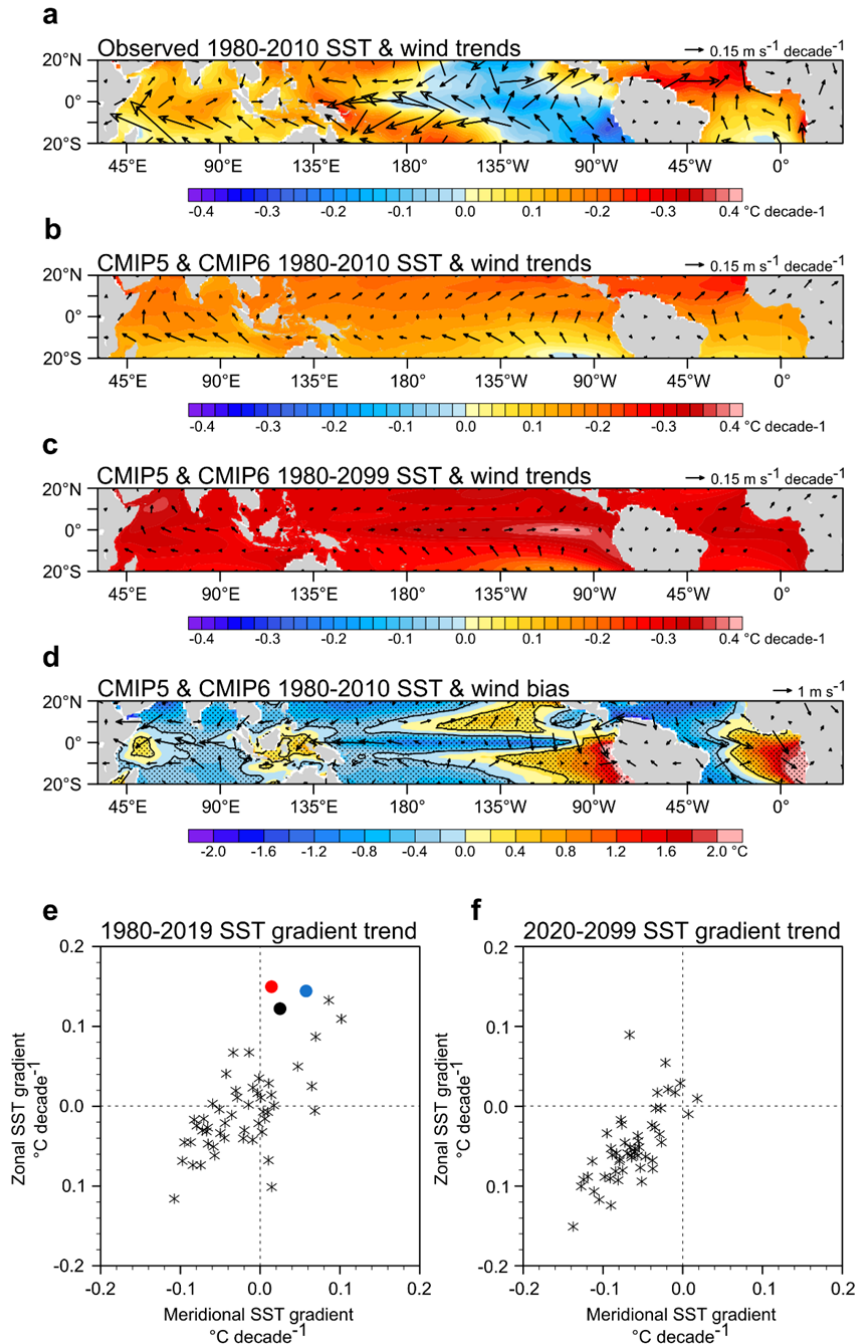 a
Observed 1980-2010 SST & wind trends
0.15 m s⁻¹ decade⁻¹
20°N
0°
20°S
45°E 90°E 135°E 180° 135°W 90°W 45°W 0°
-0.4 -0.3 -0.2 -0.1 0.0 0.1 -0.2 -0.3 0.4 °C decade-1
b
CMIP5 & CMIP6 1980-2010 SST & wind trends
0.15 m s⁻¹ decade⁻¹
20°N
0°
20°S
45°E 90°E 135°E 180° 135°W 90°W 45°W 0°
-0.4 -0.3 -0.2 -0.1 0.0 0.1 -0.2 -0.3 0.4 °C decade-1
c
CMIP5 & CMIP6 1980-2099 SST & wind trends
0.15 m s⁻¹ decade⁻¹
20°N
0°
20°S
45°E 90°E 135°E 180° 135°W 90°W 45°W 0°
-0.4 -0.3 -0.2 -0.1 0.0 0.1 -0.2 -0.3 0.4 °C decade-1
d
CMIP5 & CMIP6 1980-2010 SST & wind bias
1 m s⁻¹
20°N
0°
20°S
45°E 90°E 135°E 180° 135°W 90°W 45°W 0°
-2.0 -1.6 -1.2 -0.8 -0.4 0.0 0.4 0.8 1.2 1.6 2.0 °C
e
1980-2019 SST gradient trend
0.2
0.1
0.0
0.1
-0.2
Zonal SST gradient
°C decade⁻¹
-0.2 -0.1 0.0 0.1 0.2
Meridional SST gradient
°C decade⁻¹
f
2020-2099 SST gradient trend
0.2
0.1
0.0
0.1
-0.2
Zonal SST gradient
°C decade⁻¹
-0.2 -0.1 0.0 0.1 0.2
Meridional SST gradient
°C decade⁻¹